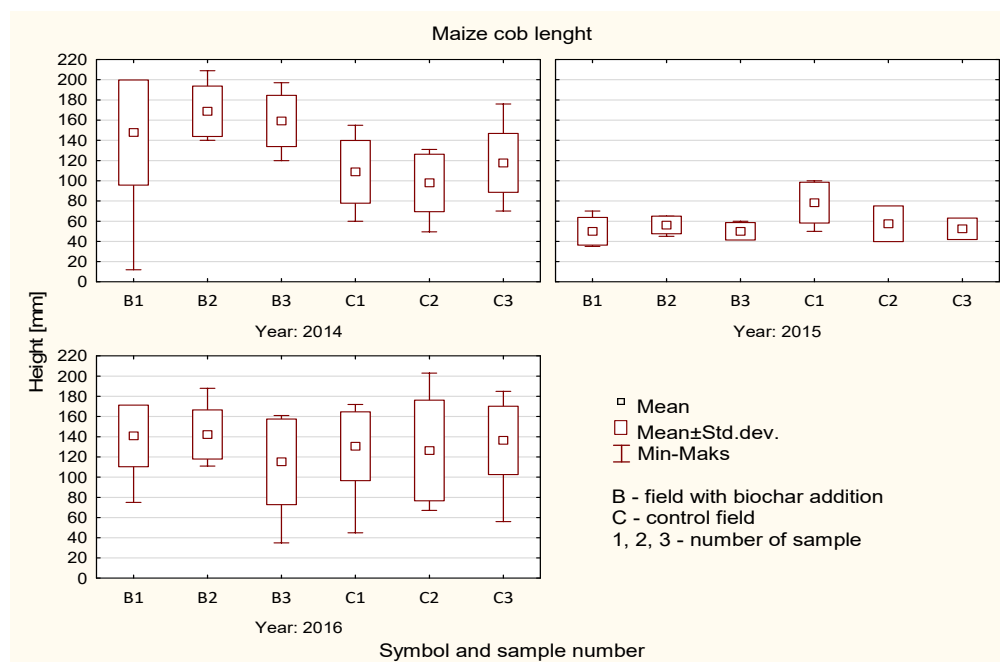 Maize cob lenght
Height [mm]
220
200
180
160
140
120
100
80
60
40
20
0
B1 B2 B3 C1 C2 C3
Year: 2014
B1 B2 B3 C1 C2 C3
Year: 2015
220
200
180
160
140
120
100
80
60
40
20
0
B1 B2 B3 C1 C2 C3
Year: 2016
Mean
Mean±Std.dev.
Min-Maks
B - field with biochar addition
C - control field
1, 2, 3 - number of sample
Symbol and sample number